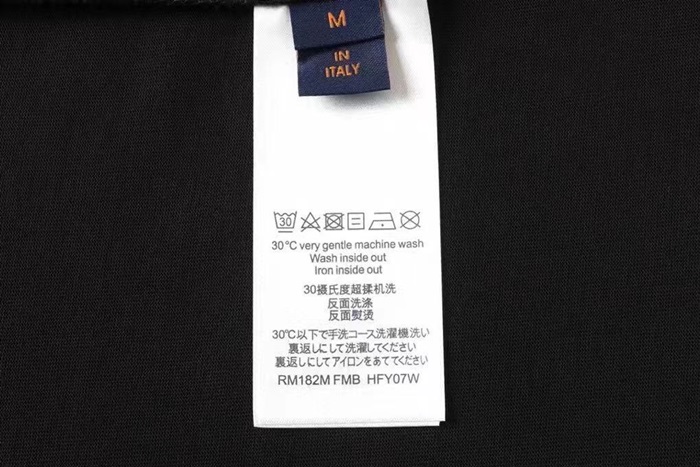 M
IN
ITALY
30
30℃ very gentle machine wash
Wash inside out
Iron inside out
30摄氏度超揉机洗
反面洗涤
反面熨烫
30℃以下で手洗コース洗濯機洗い
裏返しにして洗濯してください
裏返しにしてアイロンをあててください
RM182M FMB HFY07W